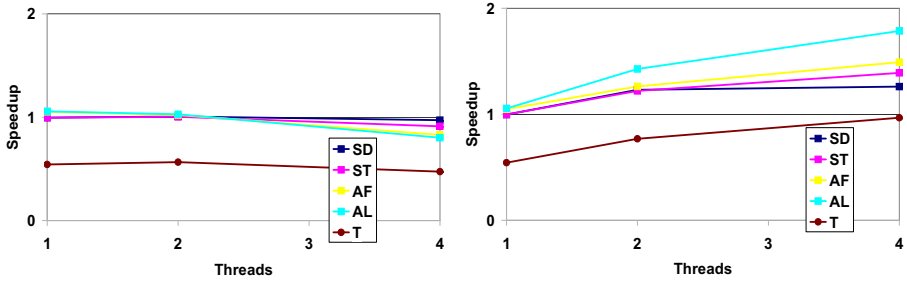 2
1
0
Speedup
1 2 3 4
Threads
SD
ST
AF
AL
T
2
1
0
Speedup
1 2 3 4
Threads
SD
ST
AF
AL
T